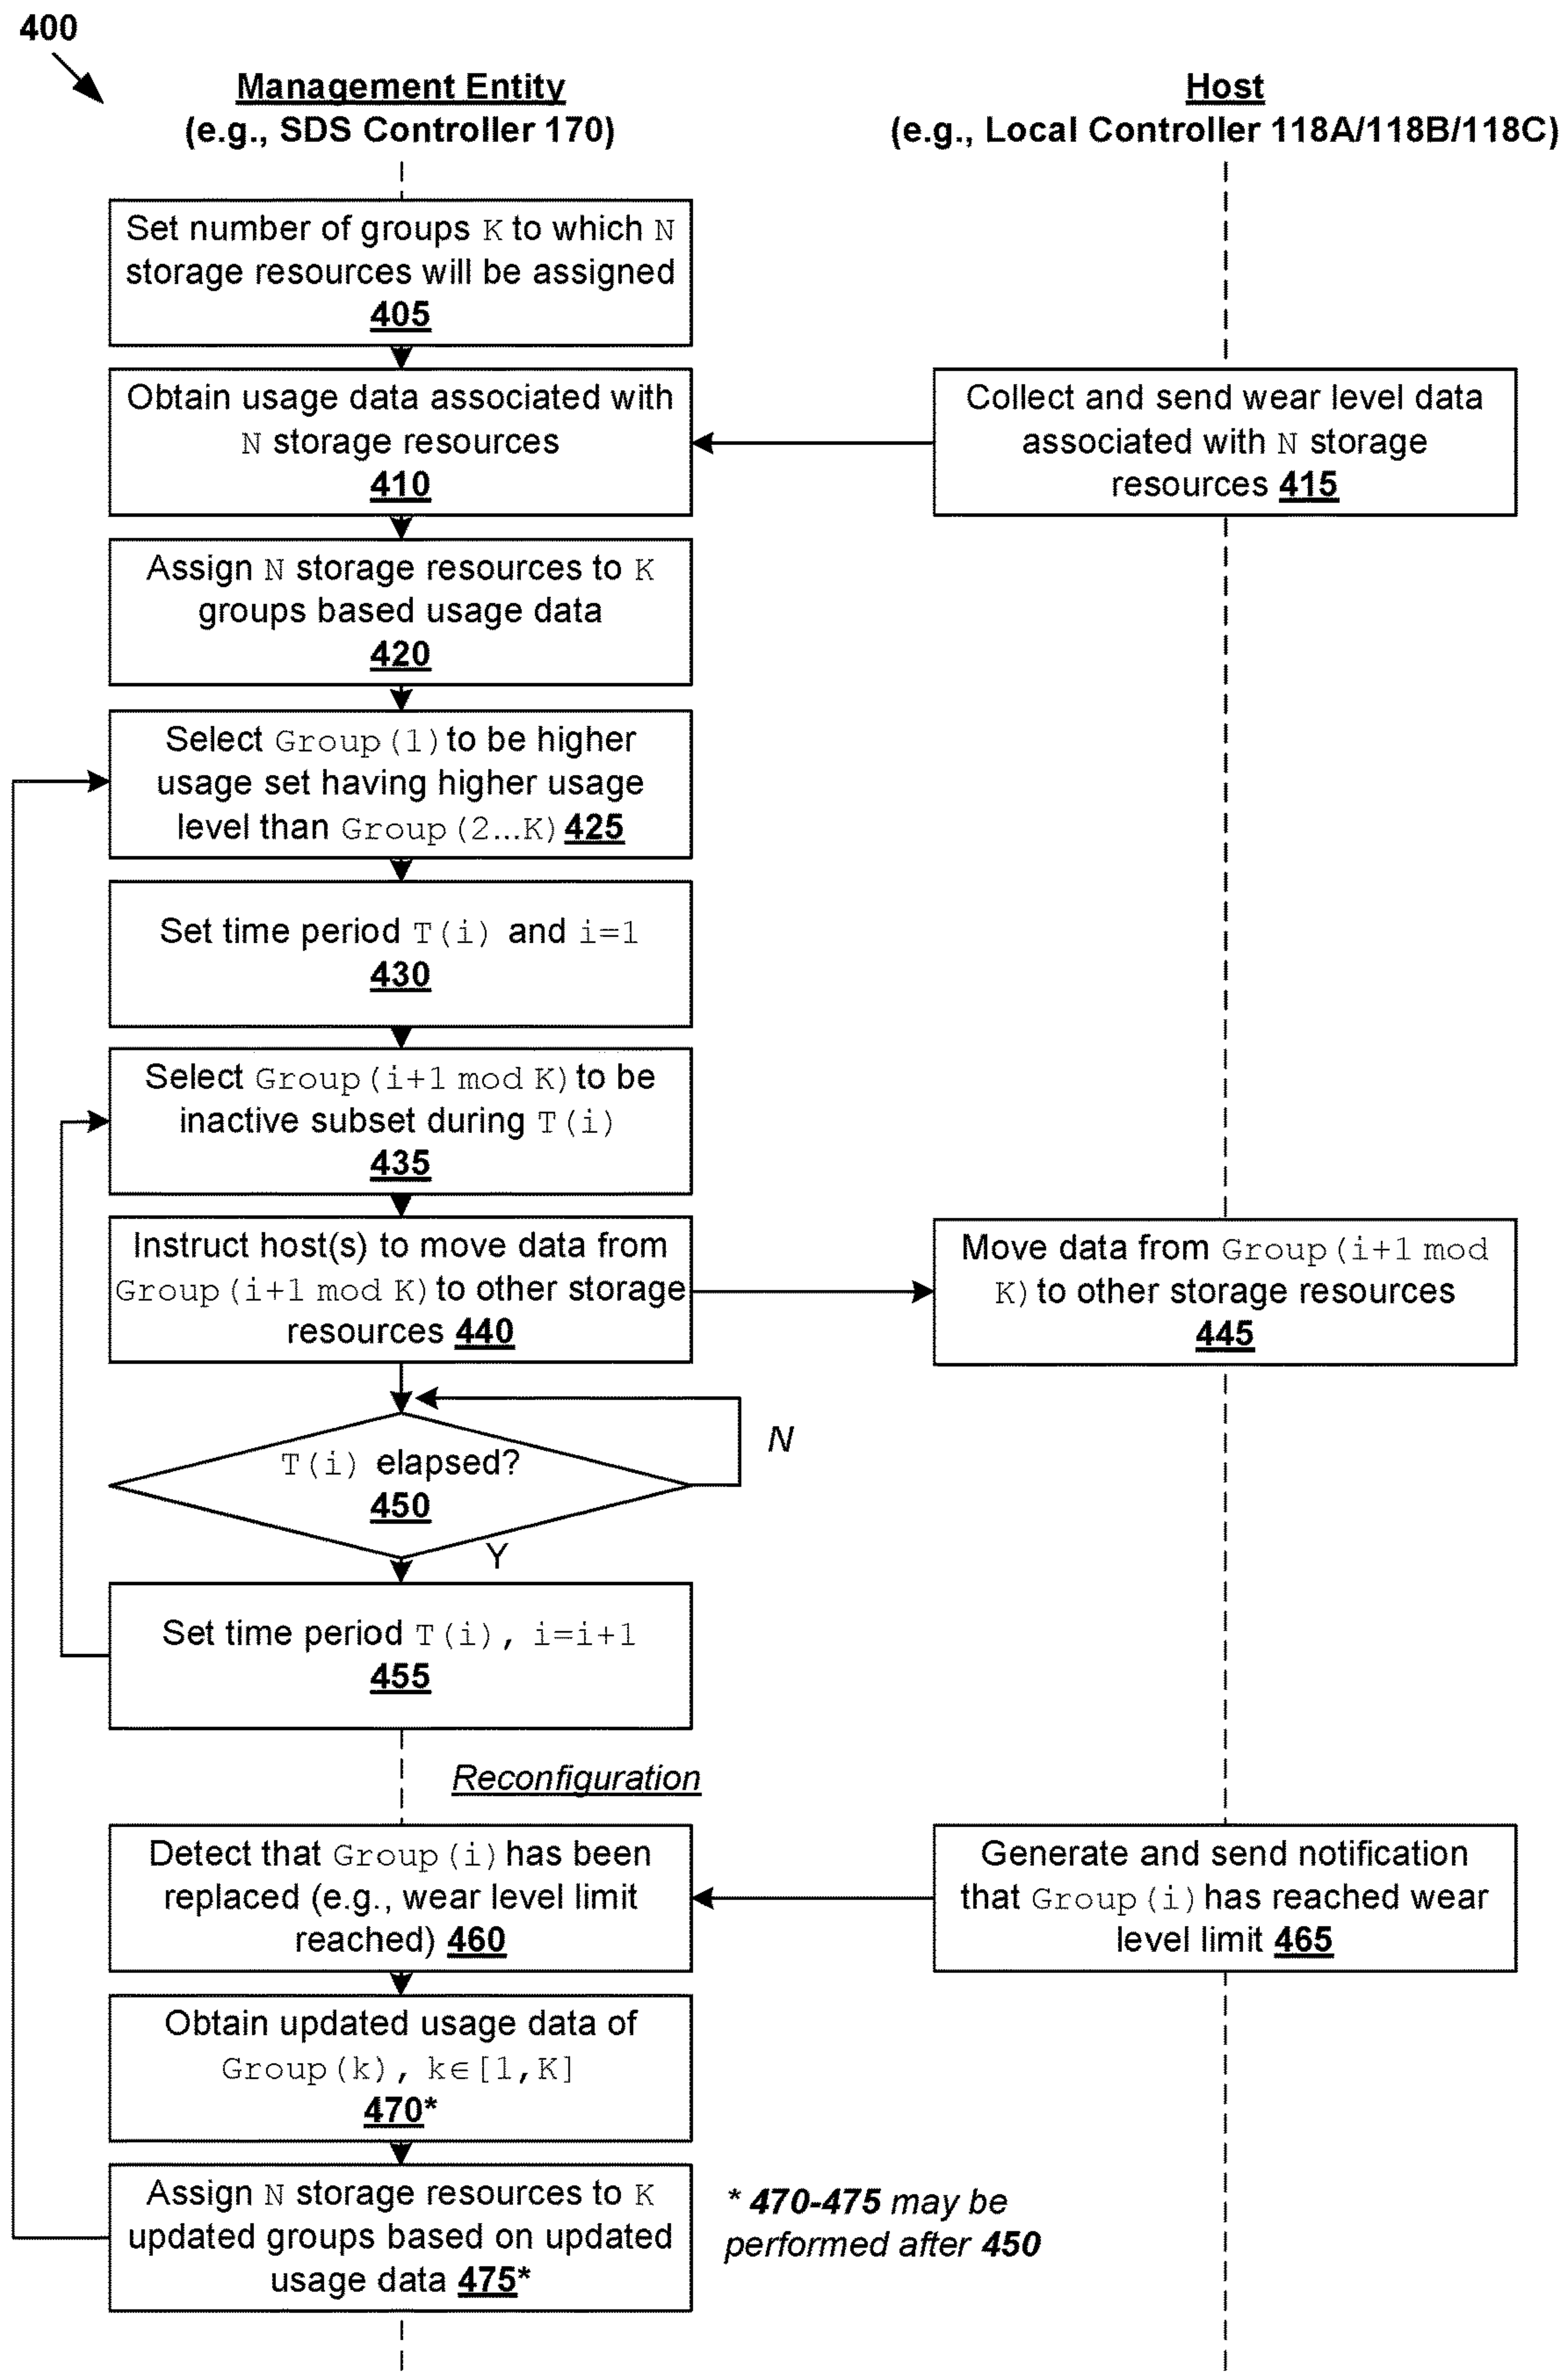 400
Management Entity
(e.g., SDS Controller 170)
Host
(e.g., Local Controller 118A/118B/118C)
Set number of groups K to which N
storage resources will be assigned
405
Obtain usage data associated with
N storage resources
410
Collect and send wear level data
associated with N storage
resources 415
Assign N storage resources to K
groups based usage data
420
Select Group(1) to be higher
usage set having higher usage
level than Group(2...K) 425
Set time period T(i) and i=1
430
Select Group(i+1 mod K) to be
inactive subset during T(i)
435
Instruct host(s) to move data from
Group(i+1 mod K) to other storage
resources 440
Move data from Group(i+1 mod
K) to other storage resources
445
N
T(i) elapsed?
450
Y
Set time period T(i), i=i+1
455
Reconfiguration
Detect that Group(i) has been
replaced (e.g., wear level limit
reached) 460
Generate and send notification
that Group(i) has reached wear
level limit 465
Obtain updated usage data of
Group(k), k∈[1,K]
470*
Assign N storage resources to K
updated groups based on updated
usage data 475*
* 470-475 may be
performed after 450